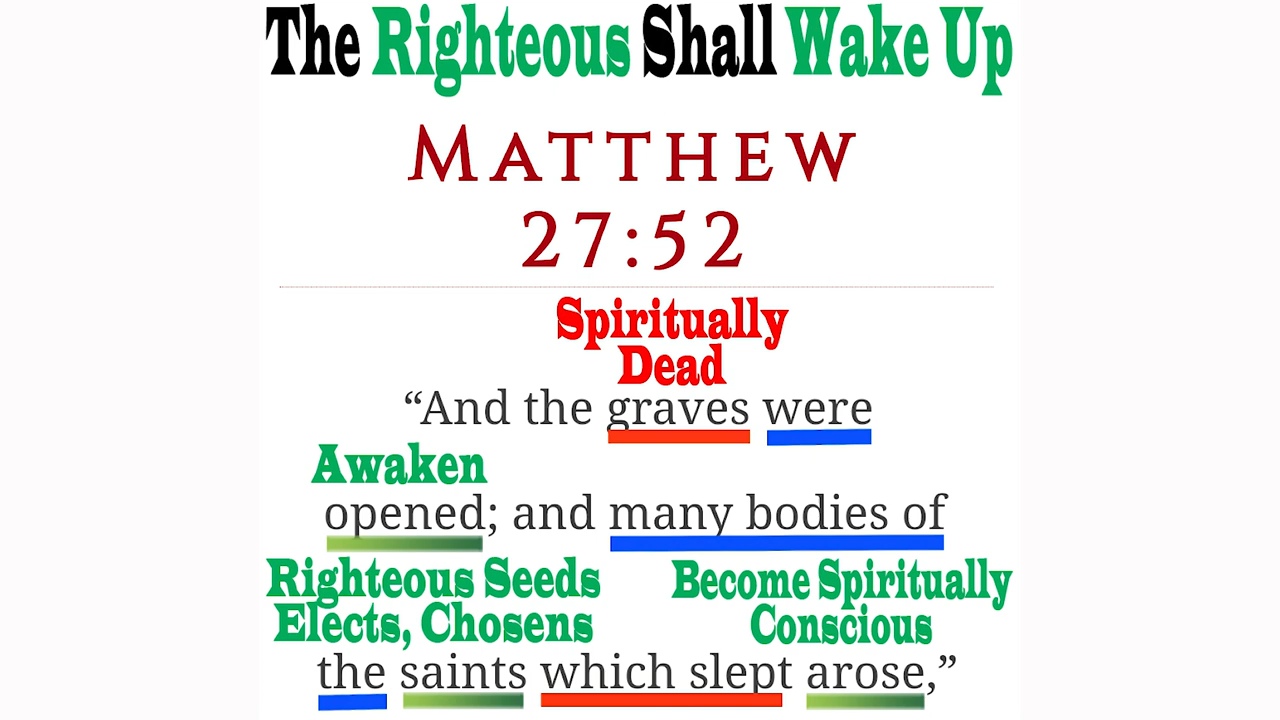 The Righteous Shall Wake Up
MATTHEW
27:52
Spiritually
Dead
“And the graves were
Awaken
opened; and many bodies of
Righteous Seeds
Elects, Chosens
Become Spiritually
Conscious
the saints which slept arose,”